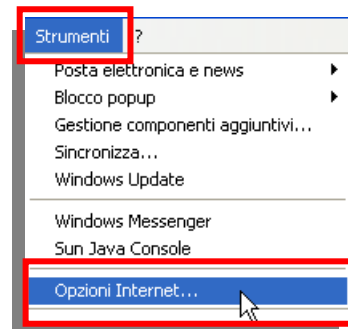 Strumenti ?
Posta elettronica e news
Blocco popup
Gestione componenti aggiuntivi...
Sincronizza...
Windows Update
Windows Messenger
Sun Java Console
Opzioni Internet...